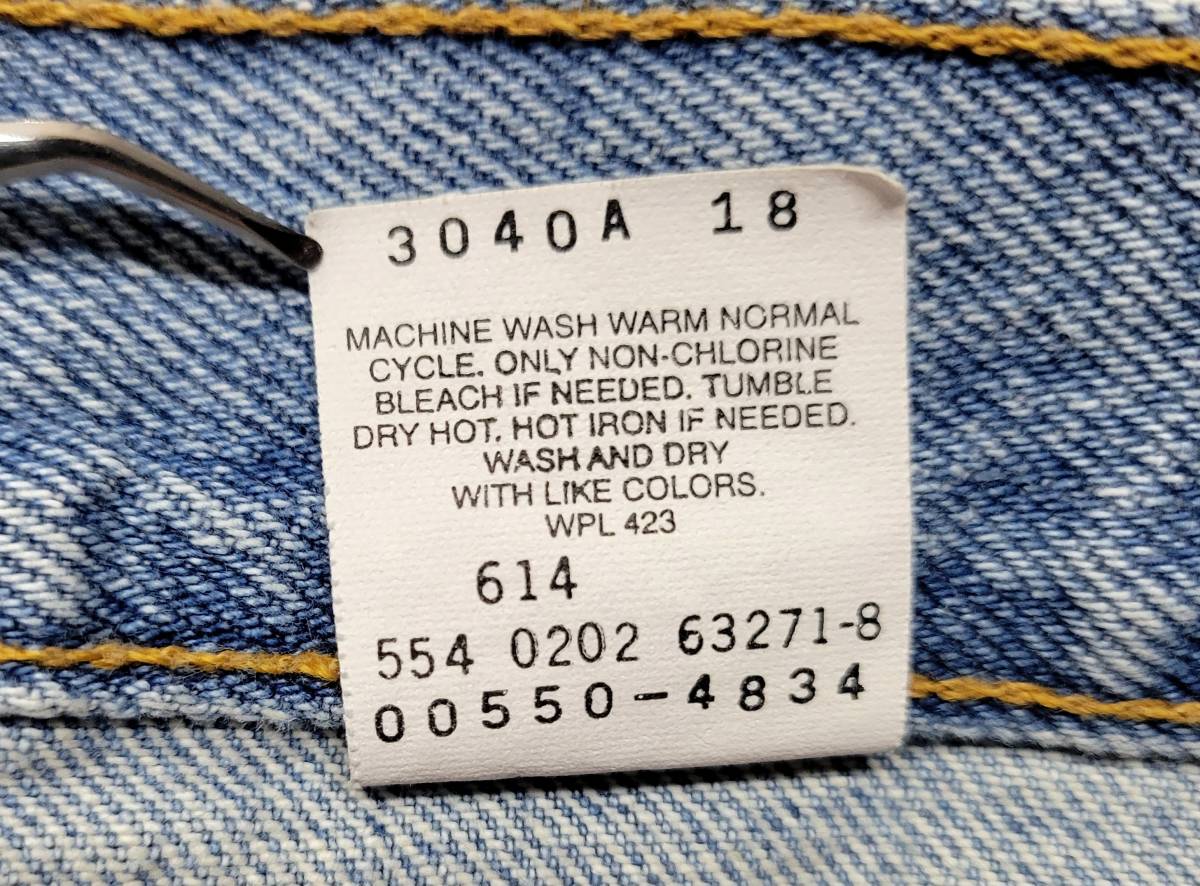 3040A 18
MACHINE WASH WARM NORMAL
CYCLE. ONLY NON-CHLORINE
BLEACH IF NEEDED. TUMBLE
DRY HOT. HOT IRON IF NEEDED.
WASH AND DRY
WITH LIKE COLORS.
WPL 423
614
554 0202 63271-8
00550-4834